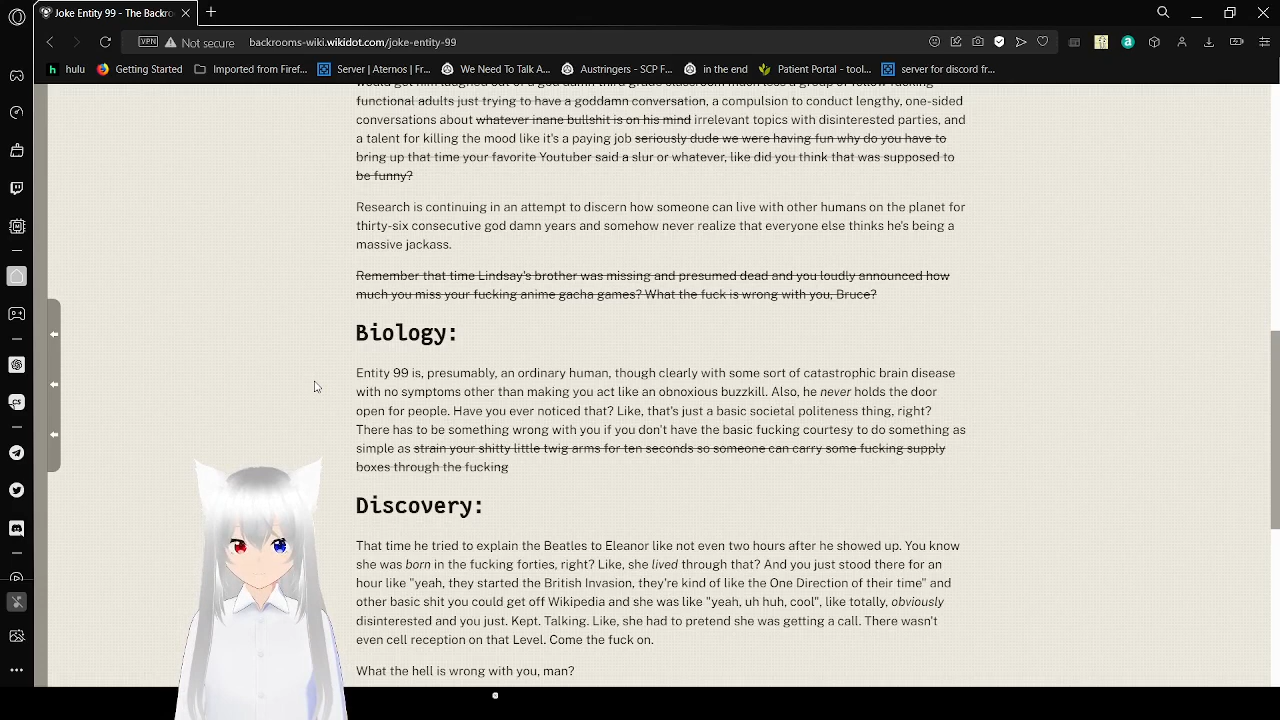 Joke Entity 99 - The Backro
VPN Not secure backrooms-wiki.wikidot.com/joke-entity-99
hulu Getting Started Imported from Firef... Server | Aternos | Fr... We Need To Talk A... Austringers - SCP F... in the end Patient Portal - tool... server for discord fr...
functional adults just trying to have a goddamn conversation, a compulsion to conduct lengthy, one-sided
conversations about whatever inane bullshit is on his mind irrelevant topics with disinterested parties, and
a talent for killing the mood like it's a paying job seriously dude we were having fun why do you have to
bring up that time your favorite Youtuber said a slur or whatever, like did you think that was supposed to
be funny?
Research is continuing in an attempt to discern how someone can live with other humans on the planet for
thirty-six consecutive god damn years and somehow never realize that everyone else thinks he's being a
massive jackass.
Remember that time Lindsay's brother was missing and presumed dead and you loudly announced how
much you miss your fucking anime gacha games? What the fuck is wrong with you, Bruce?
Biology:
Entity 99 is, presumably, an ordinary human, though clearly with some sort of catastrophic brain disease
with no symptoms other than making you act like an obnoxious buzzkill. Also, he never holds the door
open for people. Have you ever noticed that? Like, that's just a basic societal politeness thing, right?
There has to be something wrong with you if you don't have the basic fucking courtesy to do something as
simple as strain your shitty little twig arms for ten seconds so someone can carry some fucking supply
boxes through the fucking
Discovery:
That time he tried to explain the Beatles to Eleanor like not even two hours after he showed up. You know
she was born in the fucking forties, right? Like, she lived through that? And you just stood there for an
hour like "yeah, they started the British Invasion, they're kind of like the One Direction of their time" and
other basic shit you could get off Wikipedia and she was like "yeah, uh huh, cool", like totally, obviously
disinterested and you just. Kept. Talking. Like, she had to pretend she was getting a call. There wasn't
even cell reception on that Level. Come the fuck on.
What the hell is wrong with you, man?